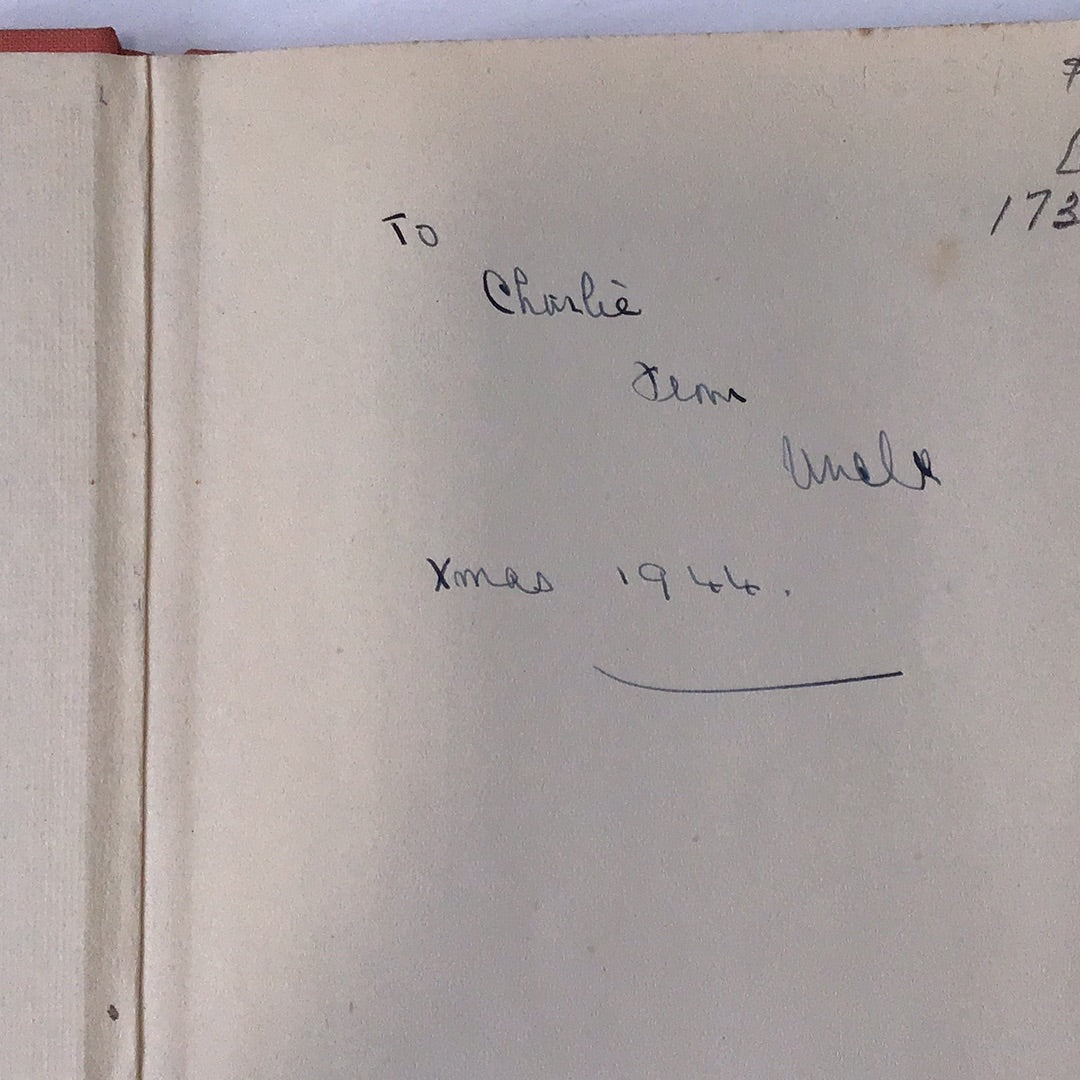 173
To
Charlie
from
Uncle
Xmas 1944.